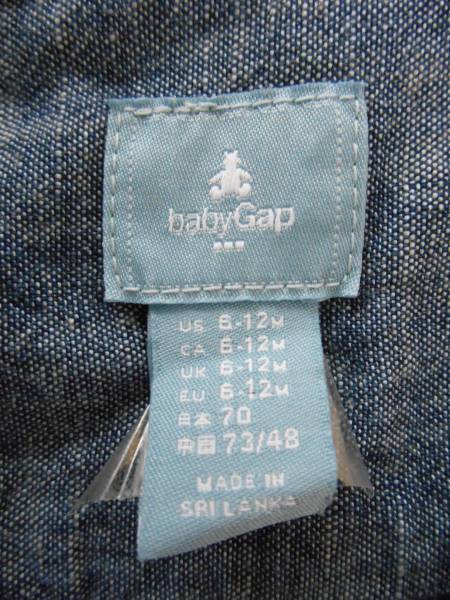 babyGap
US 6-12M
CA 6-12M
UK 6-12M
EU 6-12M
日本 70
中国 73/48
MADE IN
SRI LANKA